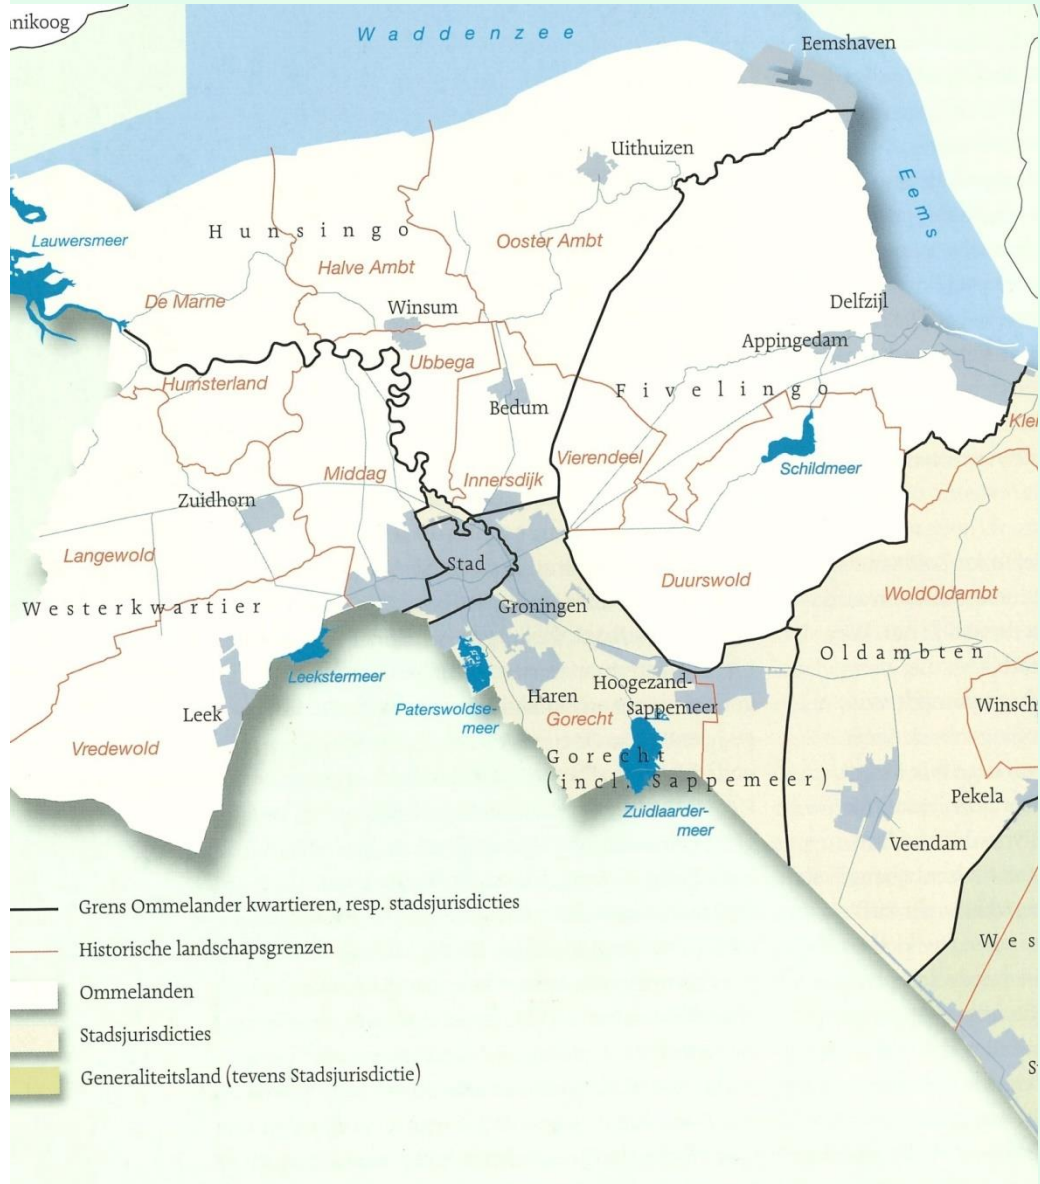 nikoog
Waddenzee
Eemshaven
Uithuizen
Eems
Hunsingo
Lauwersmeer
Ooster Ambt
Halve Ambt
De Marne
Winsum
Delfzijl
Appingedam
Ubbega
Humsterland
Fivelingo
Bedum
Kle
Vierendeel
Schildmeer
Middag
Innersdijk
Zuidhorn
Langewold
Stad
Duurswold
WoldOldambt
Westerkwartier
Groningen
Oldambten
Leekstermeer
Hoogezand-
Sappemeer
Haren
Winsch
Leek
Paterswoldse-
meer
Gorecht
Vredewold
Gorecht
(incl. Sappemeer)
Pekela
Zuidlaarder-
meer
Veendam
Grens Ommelander kwartieren, resp. stadsjurisdicties
Wes
Historische landschapsgrenzen
Ommelanden
Stadsjurisdicties
S
Generaliteitsland (tevens Stadsjurisdictie)